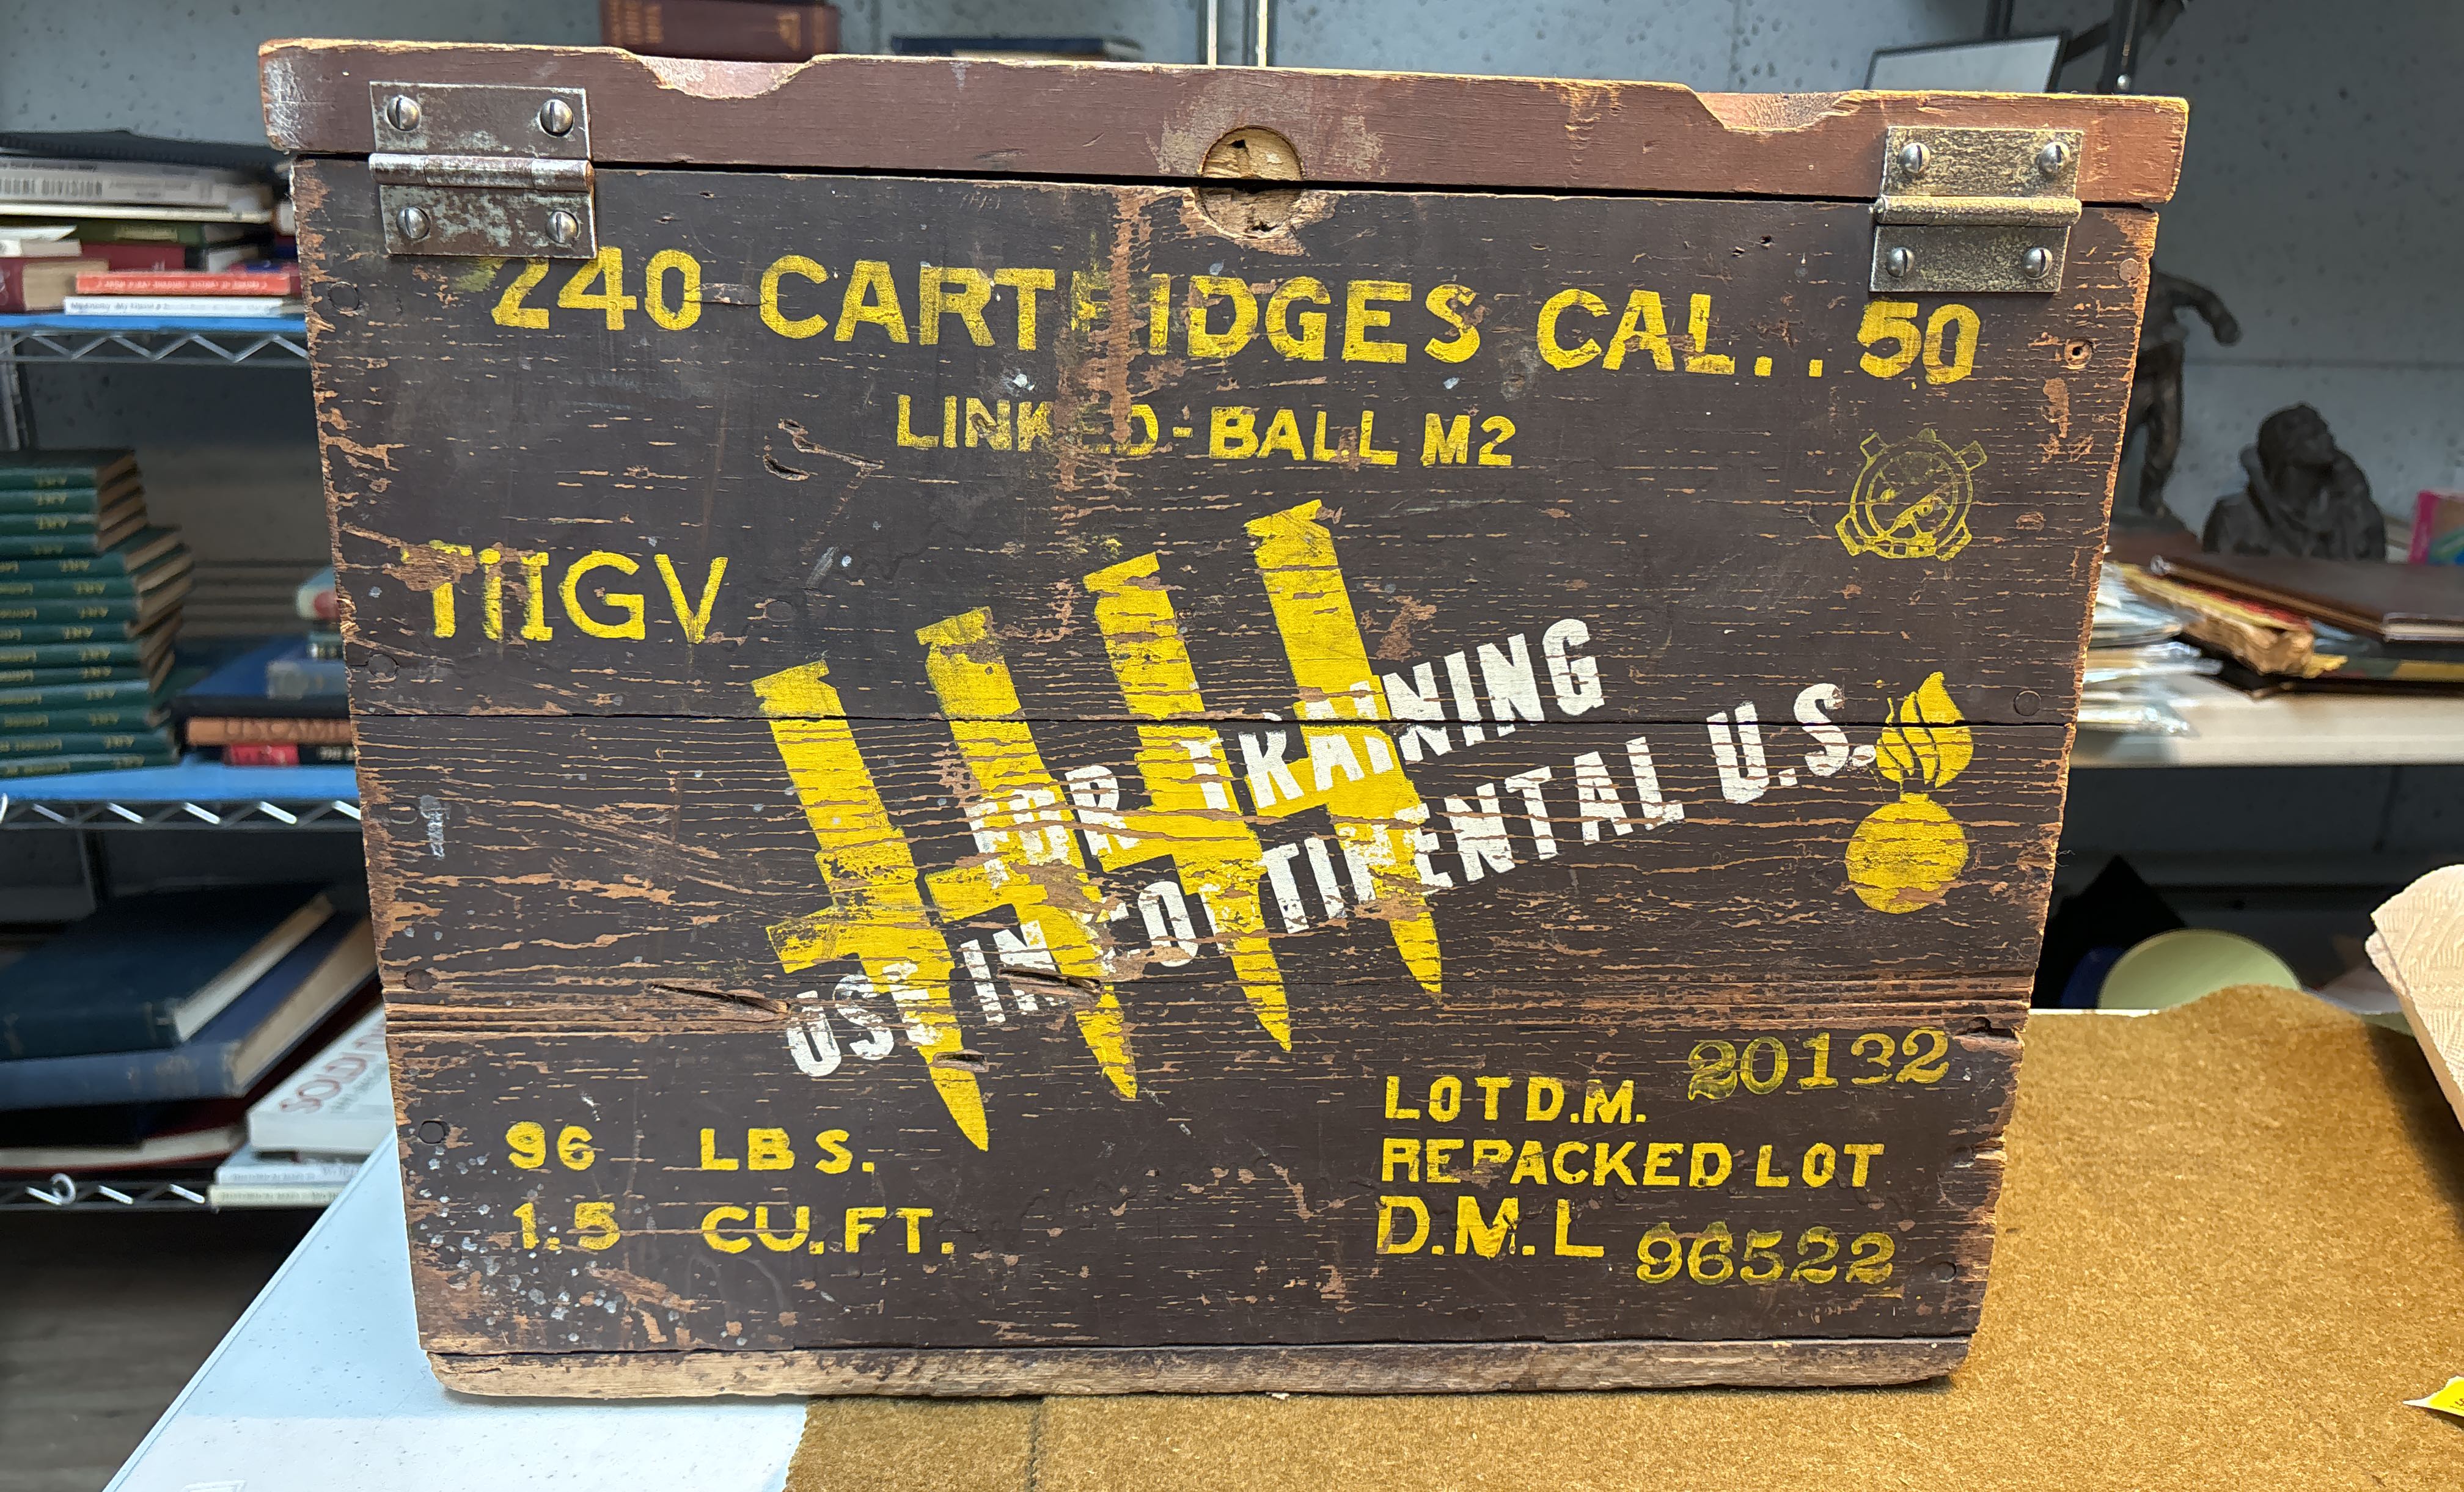 240 CARTRIDGES CAL..50
LINKED-BALL M2
TIIGV
FOR TRAINING
USE IN CONTINENTAL U.S.
96 LBS.
1.5 CU.FT.
LOT D.M. 20132
REPACKED LOT
D.M.L 96522